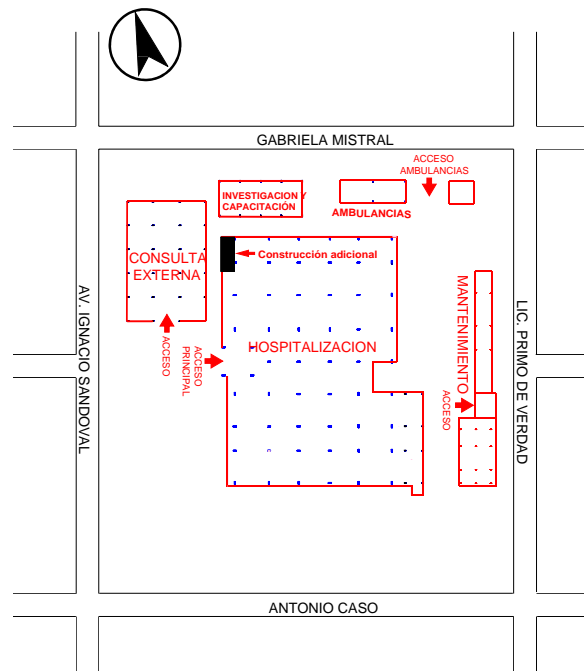 GABRIELA MISTRAL
ACCESO
AMBULANCIAS
INVESTIGACION Y
CAPACITACIÓN
AMBULANCIAS
CONSULTA
EXTERNA
Construcción adicional
MANTENIMIENTO
AV. IGNACIO SANDOVAL
LIC. PRIMO DE VERDAD
ACCESO
ACCESO
PRINCIPAL
HOSPITALIZACION
ACCESO
ANTONIO CASO